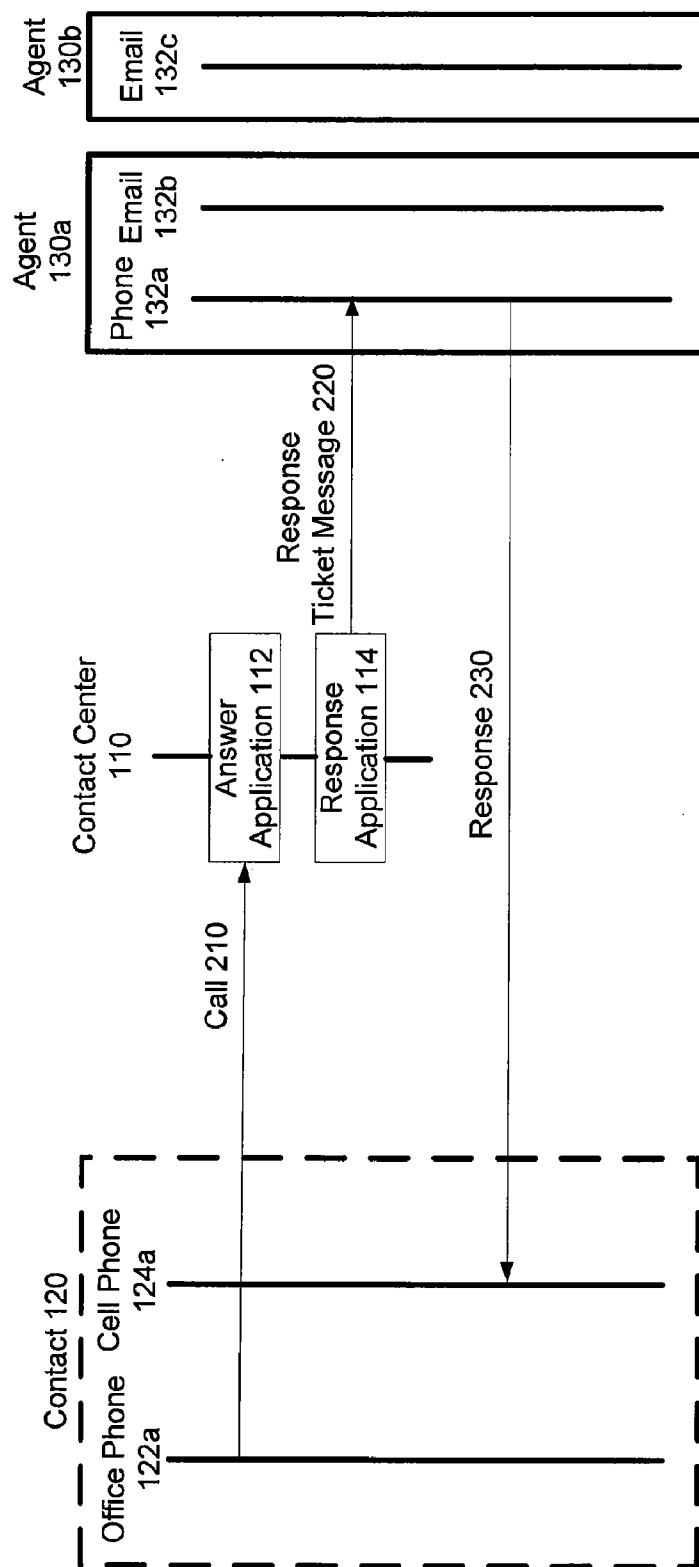 Contact 120
Office Phone
122a
Cell Phone
124a
Call 210
Contact Center
110
Answer
Application 112
Response
Application 114
Response
Ticket Message 220
Response 230
Agent
130a
Phone
132a
Email
132b
Agent
130b
Email
132c